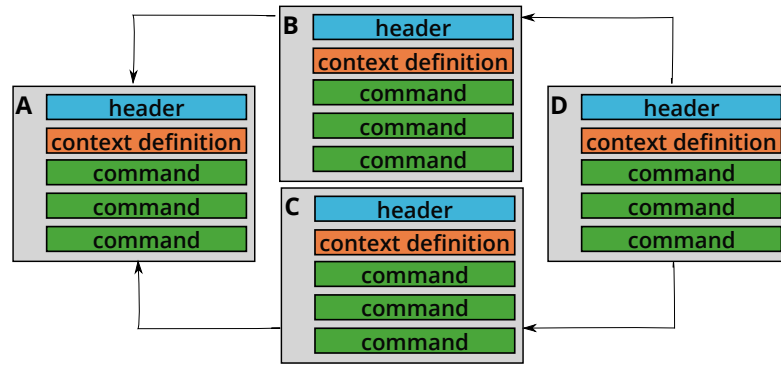 A
header
context definition
command
command
command
B
header
context definition
command
command
command
C
header
context definition
command
command
command
D
header
context definition
command
command
command